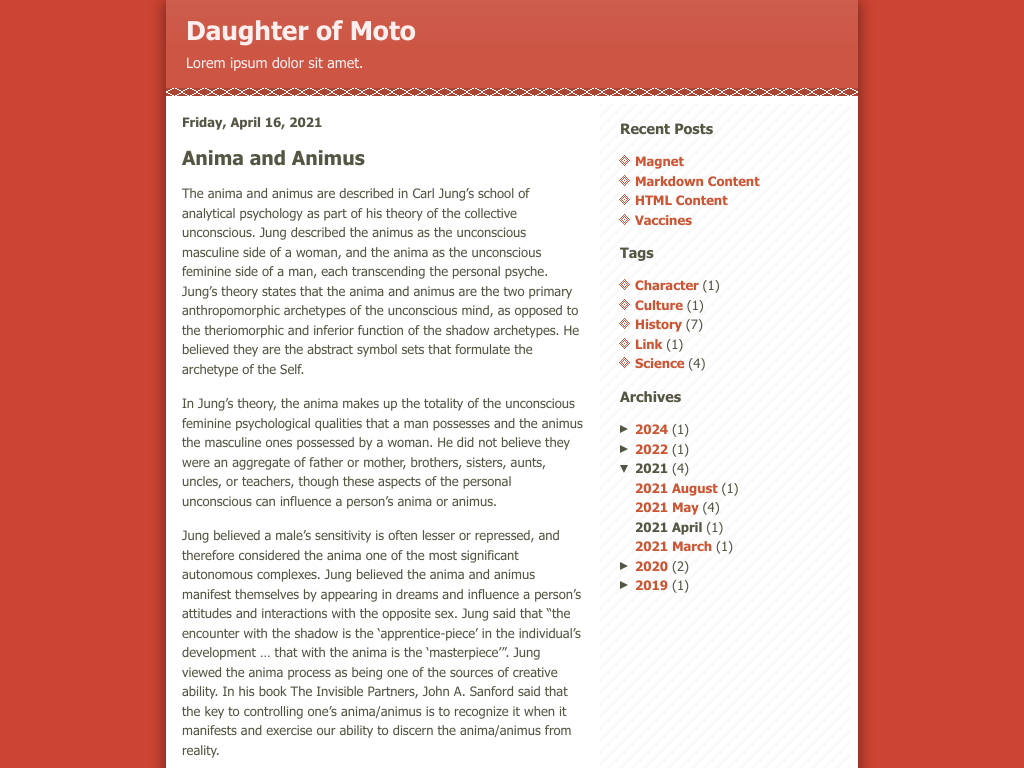 Daughter of Moto
Lorem ipsum dolor sit amet.
Friday, April 16, 2021
Anima and Animus
The anima and animus are described in Carl Jung’s school of
analytical psychology as part of his theory of the collective
unconscious. Jung described the animus as the unconscious
masculine side of a woman, and the anima as the unconscious
feminine side of a man, each transcending the personal psyche.
Jung’s theory states that the anima and animus are the two primary
anthropomorphic archetypes of the unconscious mind, as opposed to
the theriomorphic and inferior function of the shadow archetypes. He
believed they are the abstract symbol sets that formulate the
archetype of the Self.
In Jung’s theory, the anima makes up the totality of the unconscious
feminine psychological qualities that a man possesses and the animus
the masculine ones possessed by a woman. He did not believe they
were an aggregate of father or mother, brothers, sisters, aunts,
uncles, or teachers, though these aspects of the personal
unconscious can influence a person’s anima or animus.
Jung believed a male’s sensitivity is often lesser or repressed, and
therefore considered the anima one of the most significant
autonomous complexes. Jung believed the anima and animus
manifest themselves by appearing in dreams and influence a person’s
attitudes and interactions with the opposite sex. Jung said that “the
encounter with the shadow is the ‘apprentice-piece’ in the individual’s
development … that with the anima is the ‘masterpiece’”. Jung
viewed the anima process as being one of the sources of creative
ability. In his book The Invisible Partners, John A. Sanford said that
the key to controlling one’s anima/animus is to recognize it when it
manifests and exercise our ability to discern the anima/animus from
reality.
Recent Posts
Magnet
Markdown Content
HTML Content
Vaccines
Tags
Character (1)
Culture (1)
History (7)
Link (1)
Science (4)
Archives
► 2024 (1)
► 2022 (1)
▼ 2021 (4)
2021 August (1)
2021 May (4)
2021 April (1)
2021 March (1)
► 2020 (2)
► 2019 (1)